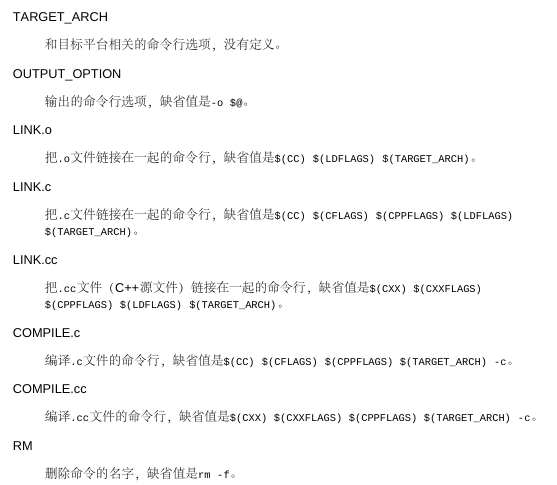 TARGET_ARCH
和目标平台相关的命令行选项，没有定义。
OUTPUT_OPTION
输出的命令行选项，缺省值是-o $@。
LINK.o
把.o文件链接在一起的命令行，缺省值是$(CC) $(LDFLAGS) $(TARGET_ARCH)。
LINK.c
把.c文件链接在一起的命令行，缺省值是$(CC) $(CFLAGS) $(CPPFLAGS) $(LDFLAGS)
$(TARGET_ARCH)。
LINK.cc
把.cc文件（C++源文件）链接在一起的命令行，缺省值是$(CXX) $(CXXFLAGS)
$(CPPFLAGS) $(LDFLAGS) $(TARGET_ARCH)。
COMPILE.c
编译.c文件的命令行，缺省值是$(CC) $(CFLAGS) $(CPPFLAGS) $(TARGET_ARCH) -c。
COMPILE.cc
编译.cc文件的命令行，缺省值是$(CXX) $(CXXFLAGS) $(CPPFLAGS) $(TARGET_ARCH) -c。
RM
删除命令的名字，缺省值是rm -f。